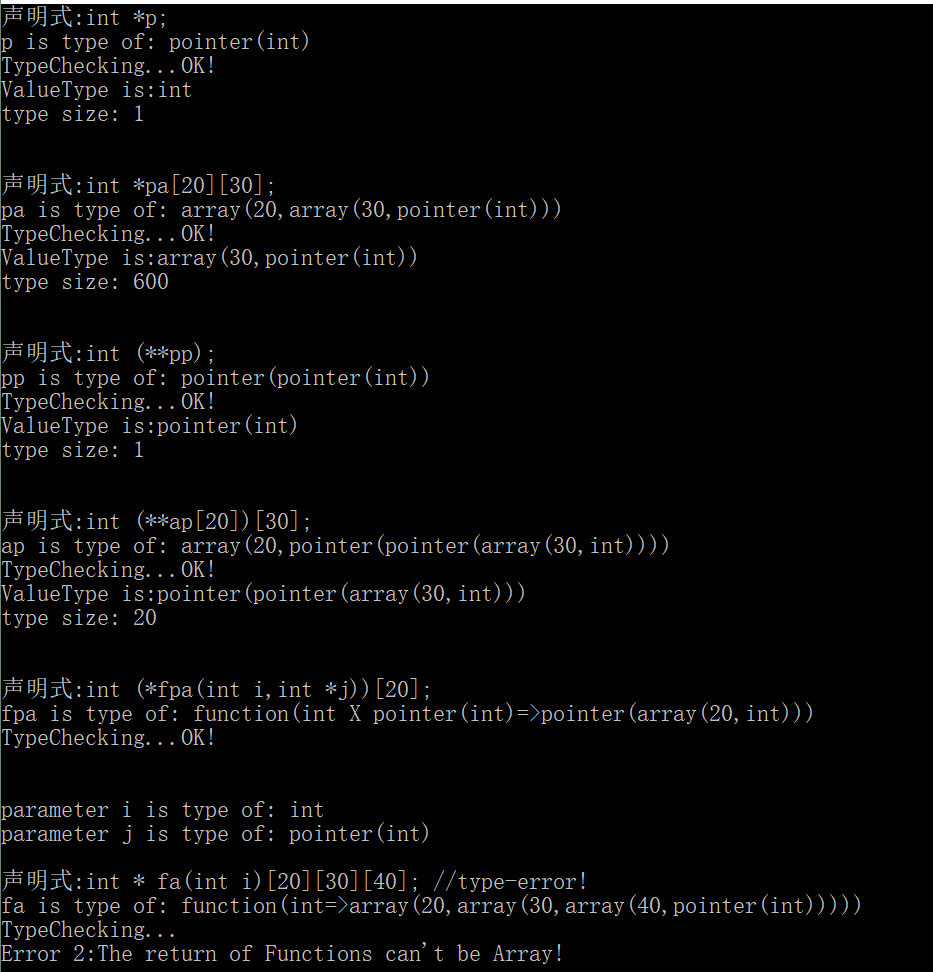 声明式:int *p;
p is type of: pointer(int)
TypeChecking...OK!
ValueType is:int
type size: 1
声明式:int *pa[20][30];
pa is type of: array(20,array(30,pointer(int)))
TypeChecking...OK!
ValueType is:array(30,pointer(int))
type size: 600
声明式:int (**pp);
pp is type of: pointer(pointer(int))
TypeChecking...OK!
ValueType is:pointer(int)
type size: 1
声明式:int (**ap[20])[30];
ap is type of: array(20,pointer(pointer(array(30,int))))
TypeChecking...OK!
ValueType is:pointer(pointer(array(30,int)))
type size: 20
声明式:int (*fpa(int i,int *j))[20];
fpa is type of: function(int X pointer(int)=>pointer(array(20,int)))
TypeChecking...OK!
parameter i is type of: int
parameter j is type of: pointer(int)
声明式:int * fa(int i)[20][30][40]; //type-error!
fa is type of: function(int=>array(20,array(30,array(40,pointer(int)))))
TypeChecking...
Error 2:The return of Functions can't be Array!